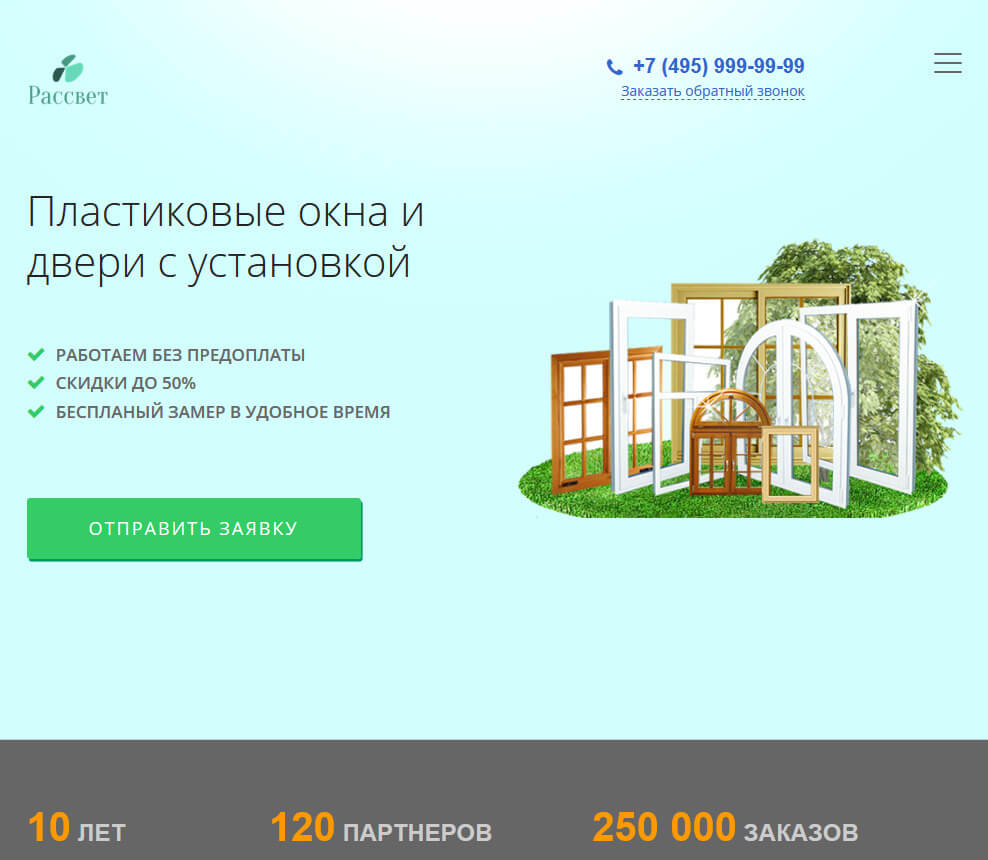 Рассвет
+7 (495) 999-99-99
Заказать обратный звонок
Пластиковые окна и
двери с установкой
РАБОТАЕМ БЕЗ ПРЕДОПЛАТЫ
СКИДКИ ДО 50%
БЕСПЛАНЫЙ ЗАМЕР В УДОБНОЕ ВРЕМЯ
ОТПРАВИТЬ ЗАЯВКУ
10 ЛЕТ
120 ПАРТНЕРОВ
250 000 ЗАКАЗОВ